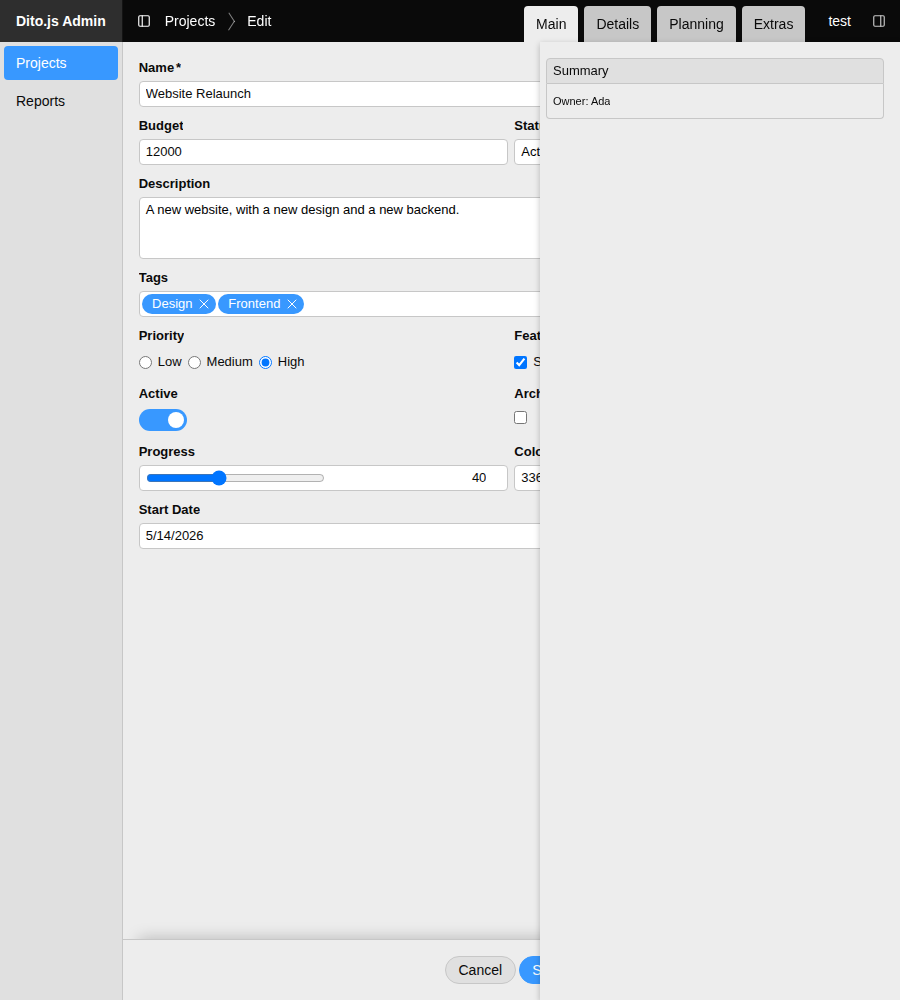 Dito.js Admin
Projects
Edit
Main
Details
Planning
Extras
test
Projects
Reports
Name*
Website Relaunch
Budget
12000
Act
Description
A new website, with a new design and a new backend.
Tags
Design
Frontend
Priority
Low
Medium
High
Active
Progress
40
336
Start Date
5/14/2026
Cancel
Summary
Owner: Ada